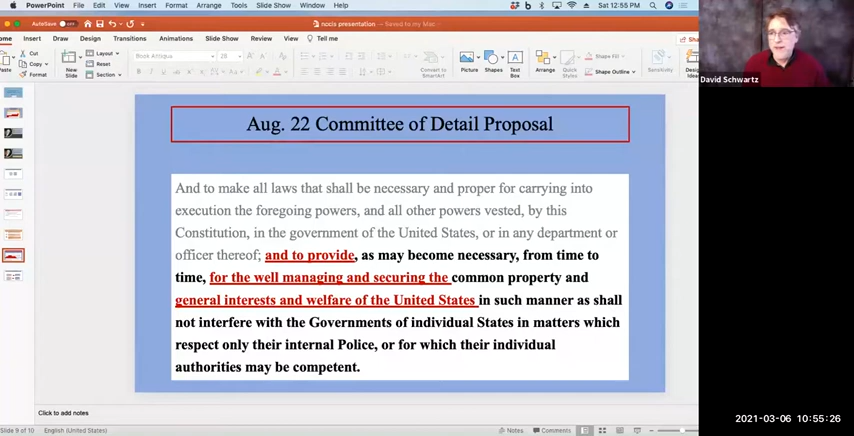 PowerPoint File Edit View Insert Format Arrange Tools Slide Show Window Help Sat 12:55 PM
AutoSave nocis presentation — Saved to my Mac
ome Insert Draw Design Transitions Animations Slide Show Review View Tell me
Paste Cut Copy Format New Slide Layout Reset Section Book Antiqua 28 Convert to SmartArt Picture Shapes Text Box Arrange Quick Styles Shape Fill Shape Outline Sensitivity
David Schwartz
Aug. 22 Committee of Detail Proposal
And to make all laws that shall be necessary and proper for carrying into
execution the foregoing powers, and all other powers vested, by this
Constitution, in the government of the United States, or in any department or
officer thereof; and to provide, as may become necessary, from time to
time, for the well managing and securing the common property and
general interests and welfare of the United States in such manner as shall
not interfere with the Governments of individual States in matters which
respect only their internal Police, or for which their individual
authorities may be competent.
Click to add notes
Slide 9 of 10 English (United States) Notes Comments
2021-03-06 10:55:26